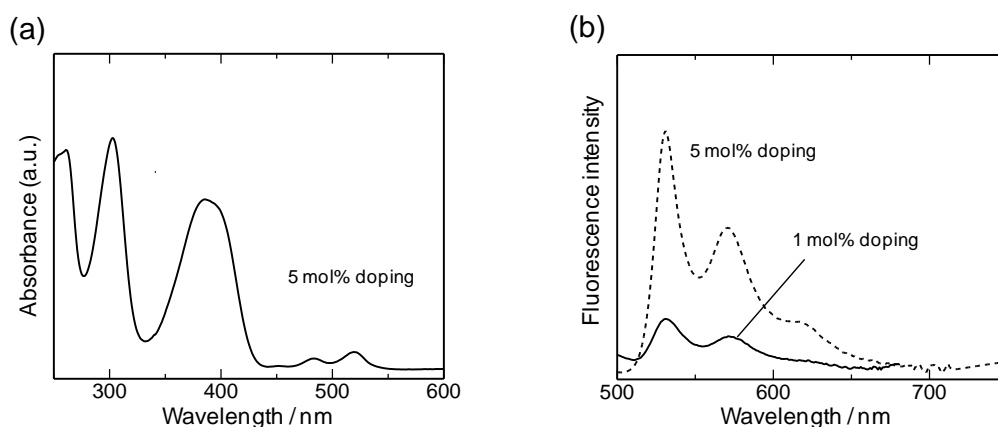 (a)
Absorbance (a.u.)
5 mol% doping
300 400 500 600
Wavelength / nm
(b)
Fluorescence intensity
5 mol% doping
1 mol% doping
500 600 700
Wavelength / nm